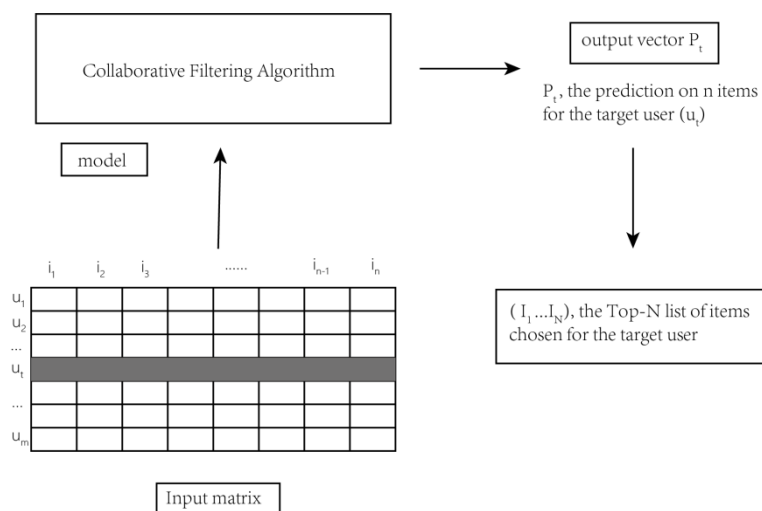 output vector Pt
Collaborative Filtering Algorithm
Pt, the prediction on n items
for the target user (ut)
model
i1 i2 i3 ...... in-1 in
u1
u2
...
ut
...
um
( I1 ...IN), the Top-N list of items
chosen for the target user
Input matrix